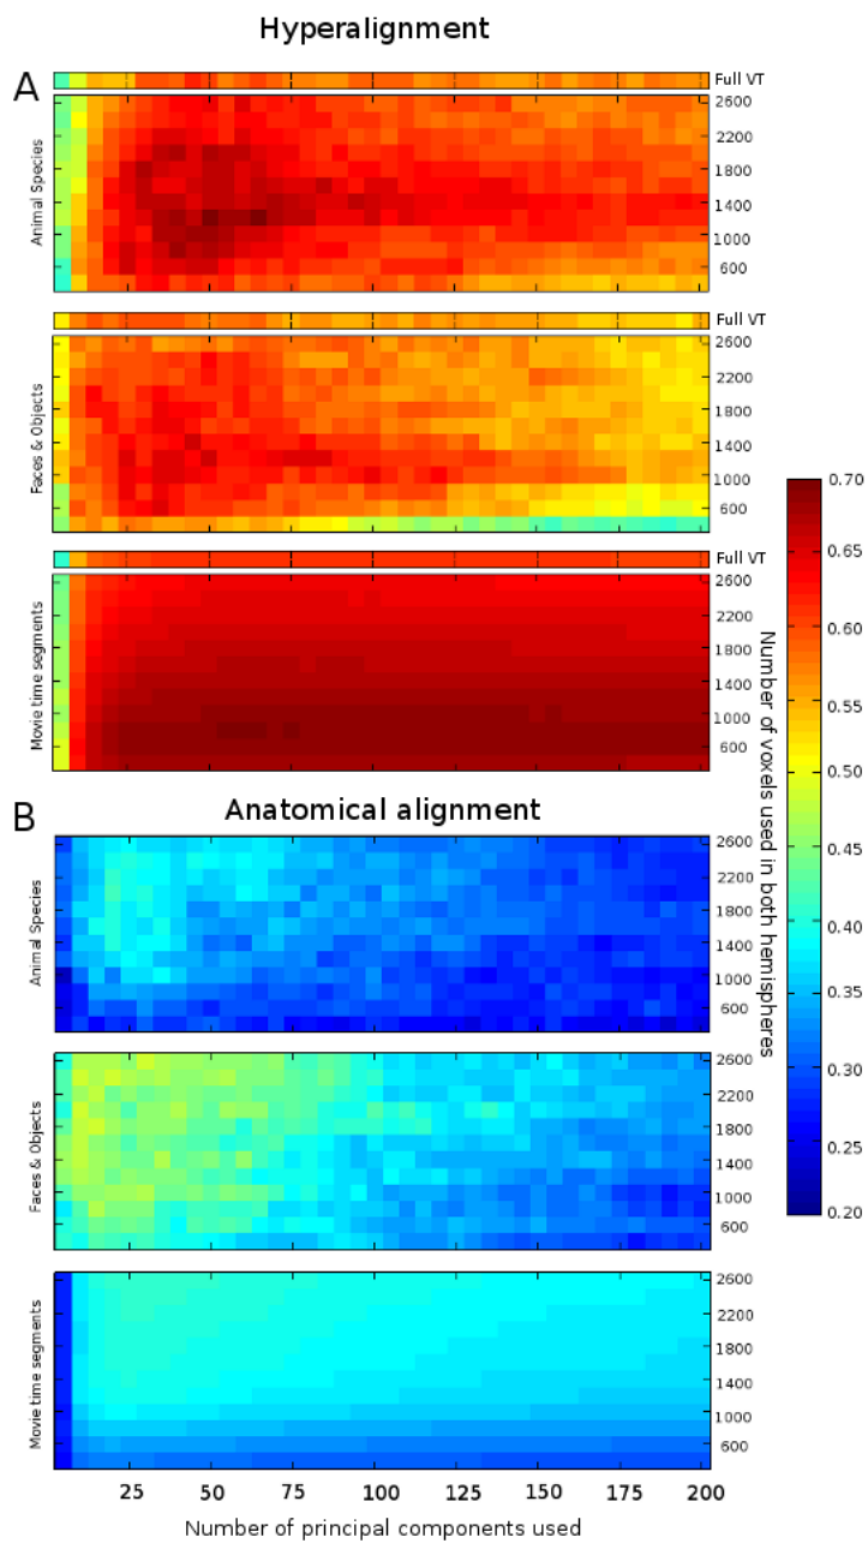 Hyperalignment
A
Full VT
Animal Species
2600
2200
1800
1400
1000
600
Full VT
Faces & Objects
2600
2200
1800
1400
1000
600
Full VT
Movie time segments
2600
2200
1800
1400
1000
600
Number of voxels used in both hemispheres
0.70
0.65
0.60
0.55
0.50
0.45
0.40
0.35
0.30
0.25
0.20
B
Anatomical alignment
Animal Species
2600
2200
1800
1400
1000
600
Faces & Objects
2600
2200
1800
1400
1000
600
Movie time segments
2600
2200
1800
1400
1000
600
25 50 75 100 125 150 175 200
Number of principal components used